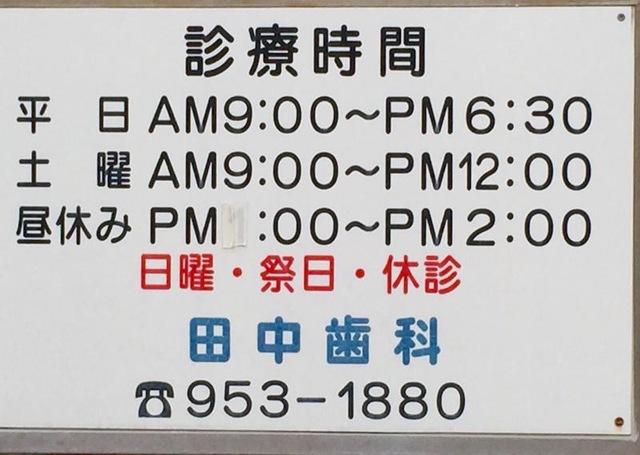 診療時間
平 日 AM9:00〜PM6:30
土 曜 AM9:00〜PM12:00
昼休み PM :00〜PM2:00
日曜・祭日・休診
田中歯科
☎953-1880